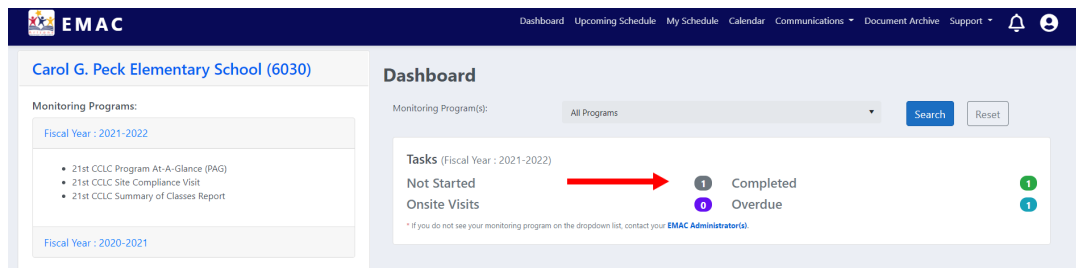 EMAC
Dashboard Upcoming Schedule My Schedule Calendar Communications Document Archive Support
Carol G. Peck Elementary School (6030)
Monitoring Programs:
Fiscal Year : 2021-2022
21st CCLC Program At-A-Glance (PAG)
21st CCLC Site Compliance Visit
21st CCLC Summary of Classes Report
Fiscal Year : 2020-2021
Dashboard
Monitoring Program(s): All Programs Search Reset
Tasks (Fiscal Year : 2021-2022)
Not Started 1 Completed 1
Onsite Visits 0 Overdue 1
* If you do not see your monitoring program on the dropdown list, contact your EMAC Administrator(s).